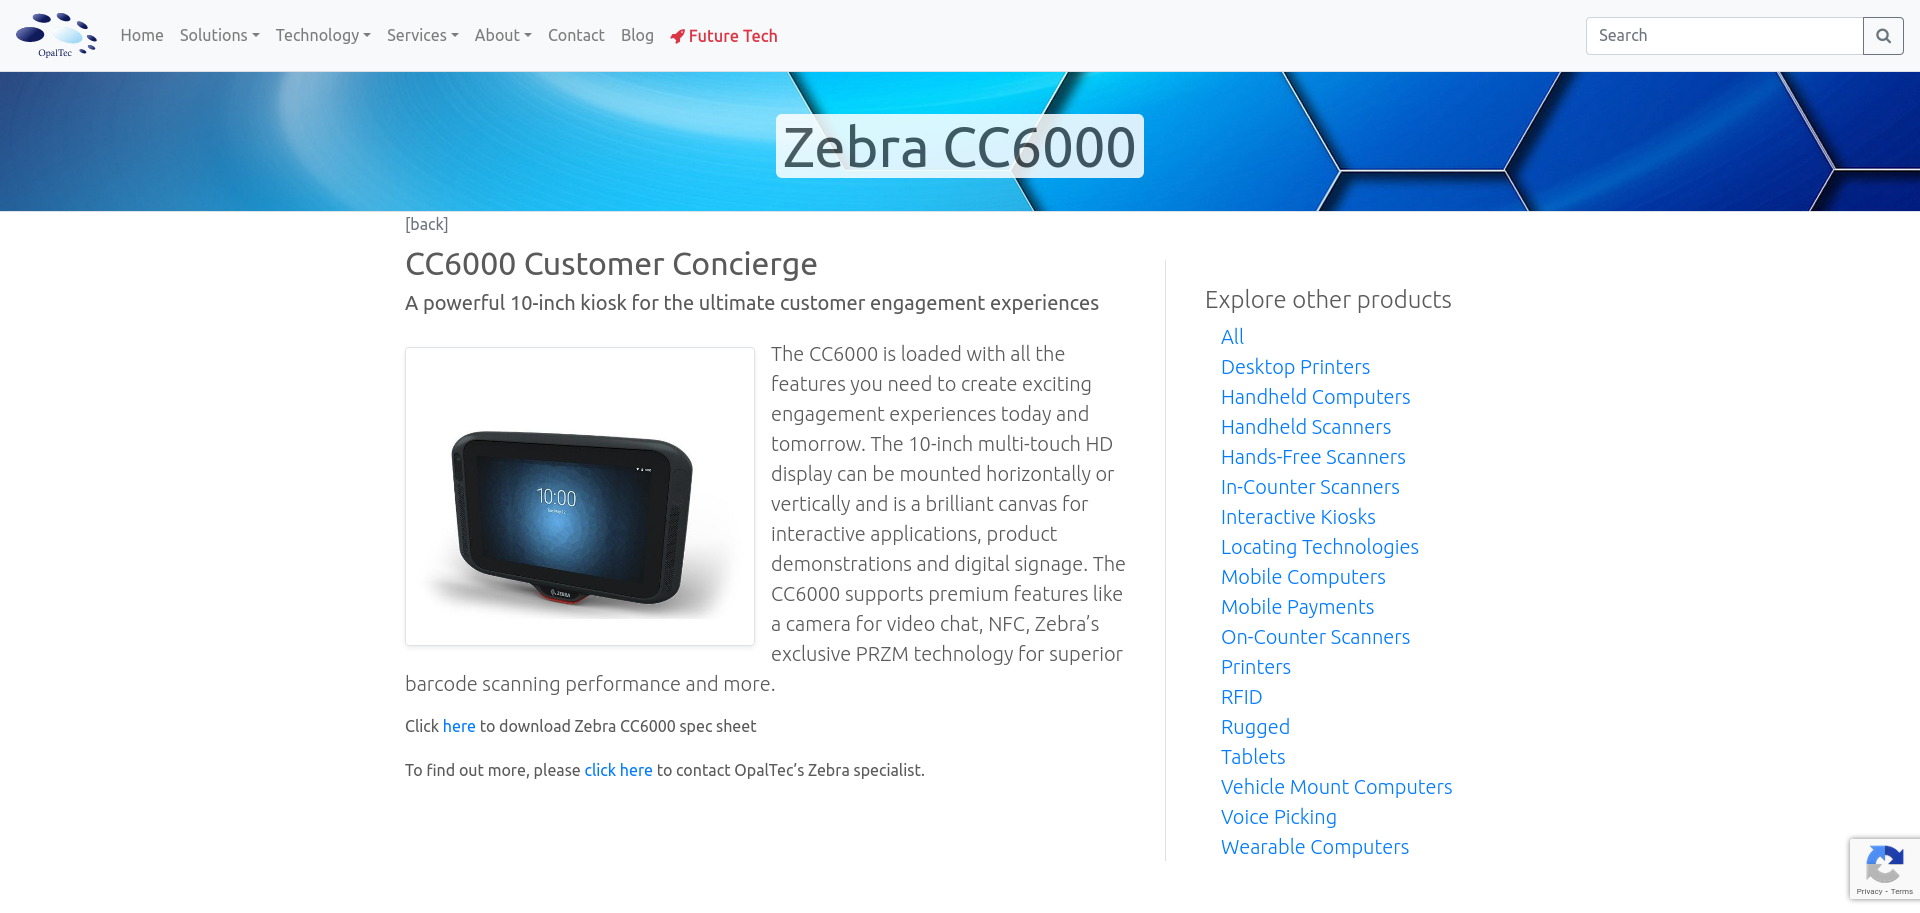 OpalTec
Home
Solutions
Technology
Services
About
Contact
Blog
Future Tech
Search
Zebra CC6000
[back]
CC6000 Customer Concierge
A powerful 10-inch kiosk for the ultimate customer engagement experiences
10:00
ZEBRA
The CC6000 is loaded with all the
features you need to create exciting
engagement experiences today and
tomorrow. The 10-inch multi-touch HD
display can be mounted horizontally or
vertically and is a brilliant canvas for
interactive applications, product
demonstrations and digital signage. The
CC6000 supports premium features like
a camera for video chat, NFC, Zebra’s
exclusive PRZM technology for superior
barcode scanning performance and more.
Click here to download Zebra CC6000 spec sheet
To find out more, please click here to contact OpalTec’s Zebra specialist.
Explore other products
All
Desktop Printers
Handheld Computers
Handheld Scanners
Hands-Free Scanners
In-Counter Scanners
Interactive Kiosks
Locating Technologies
Mobile Computers
Mobile Payments
On-Counter Scanners
Printers
RFID
Rugged
Tablets
Vehicle Mount Computers
Voice Picking
Wearable Computers
Privacy - Terms